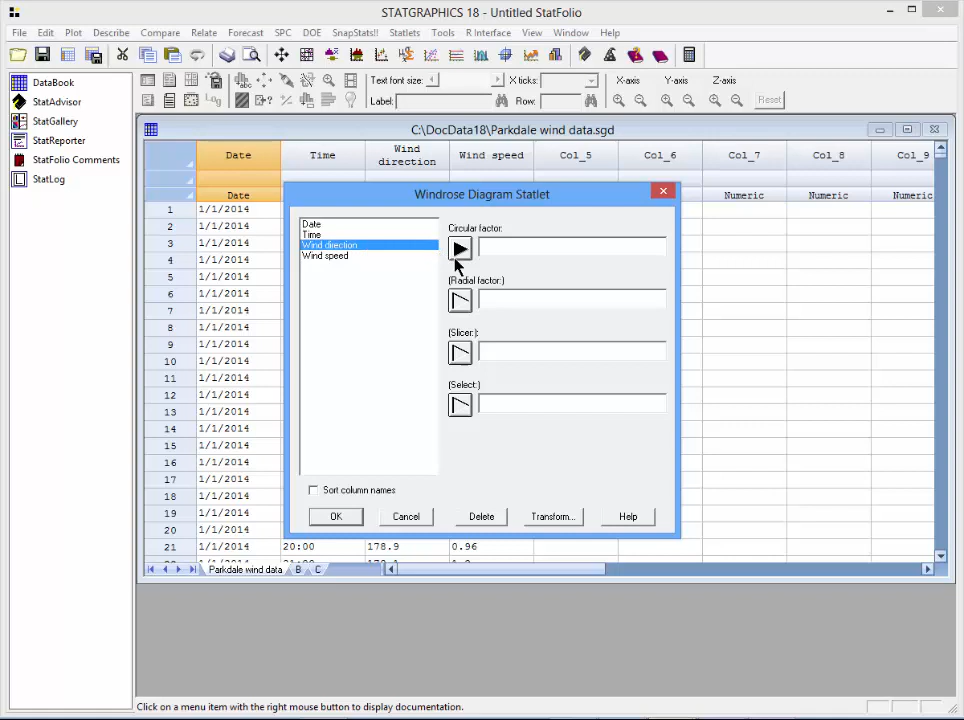 STATGRAPHICS 18 - Untitled StatFolio
File Edit Plot Describe Compare Relate Forecast SPC DOE SnapStats!! Statlets Tools R Interface View Window Help
Text font size: X ticks: X-axis Y-axis Z-axis
Label: Row: Reset
DataBook
StatAdvisor
StatGallery
StatReporter
StatFolio Comments
StatLog
C:\DocData18\Parkdale wind data.sgd
Date Time Wind direction Wind speed Col_5 Col_6 Col_7 Col_8 Col_9
Date Numeric Numeric Numeric
1 1/1/2014
2 1/1/2014
3 1/1/2014
4 1/1/2014
5 1/1/2014
6 1/1/2014
7 1/1/2014
8 1/1/2014
9 1/1/2014
10 1/1/2014
11 1/1/2014
12 1/1/2014
13 1/1/2014
14 1/1/2014
15 1/1/2014
16 1/1/2014
17 1/1/2014
18 1/1/2014
19 1/1/2014
20 1/1/2014
21 1/1/2014 20:00 178.9 0.96
Parkdale wind data B C
Windrose Diagram Statlet
Date
Time
Wind direction
Wind speed
Circular factor:
(Radial factor:)
(Slicer:):
(Select:)
Sort column names
OK Cancel Delete Transform... Help
Click on a menu item with the right mouse button to display documentation.